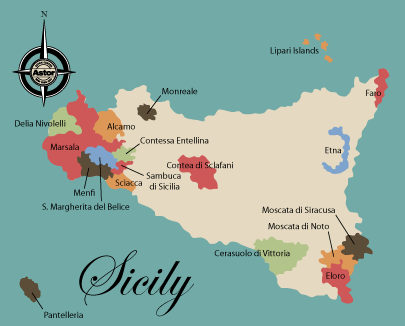 N
Astor
Lipari Islands
Monreale
Faro
Delia Nivolelli
Alcamo
Contessa Entellina
Marsala
Etna
Contea di Sclafani
Sambuca
di Sicilia
Sciacca
Menfi
S. Margherita del Belice
Moscata di Siracusa
Moscata di Noto
Cerasuolo di Vittoria
Eloro
Sicily
Pantelleria